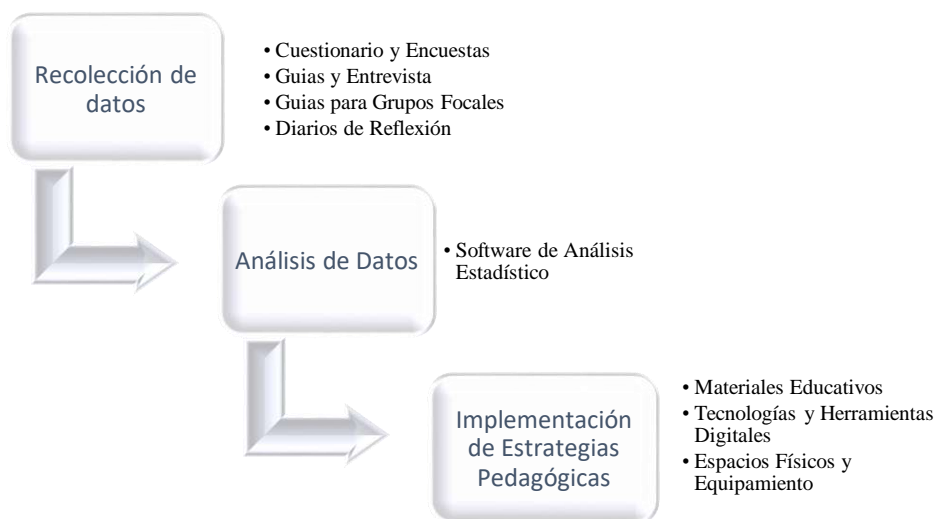 Recolección de
datos
• Cuestionario y Encuestas
• Guias y Entrevista
• Guias para Grupos Focales
• Diarios de Reflexión
Análisis de Datos
• Software de Análisis
Estadístico
Implementación
de Estrategias
Pedagógicas
• Materiales Educativos
• Tecnologías y Herramientas
Digitales
• Espacios Físicos y
Equipamiento